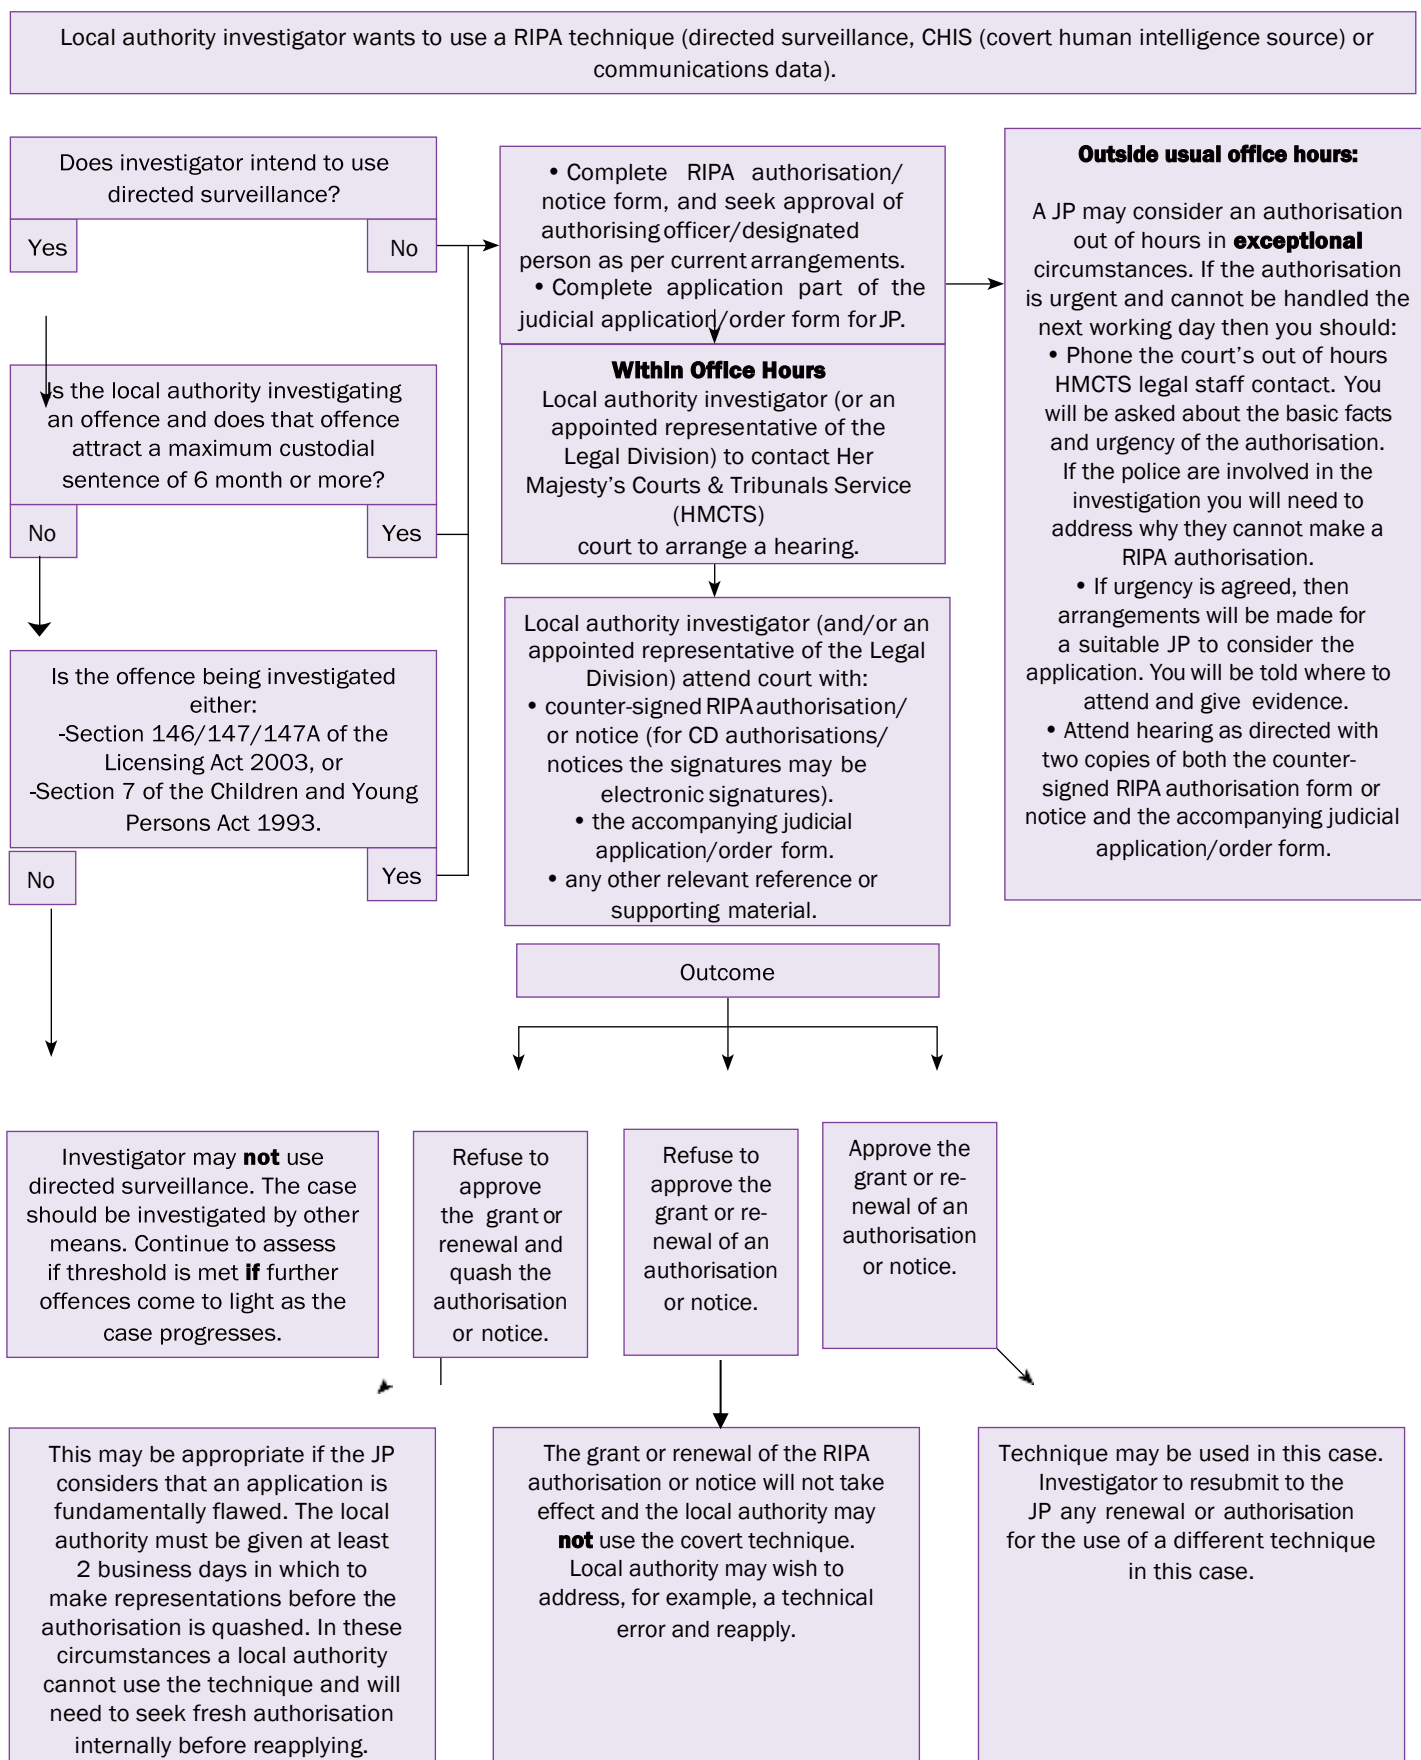 Local authority investigator wants to use a RIPA technique (directed surveillance, CHIS (covert human intelligence source) or
communications data).
Does investigator intend to use
directed surveillance?
Yes
No
Is the local authority investigating
an offence and does that offence
attract a maximum custodial
sentence of 6 month or more?
No
Yes
Is the offence being investigated
either:
-Section 146/147/147A of the
Licensing Act 2003, or
-Section 7 of the Children and Young
Persons Act 1993.
No
Yes
• Complete RIPA authorisation/
notice form, and seek approval of
authorising officer/designated
person as per current arrangements.
• Complete application part of the
judicial application/order form for JP.
Within Office Hours
Local authority investigator (or an
appointed representative of the
Legal Division) to contact Her
Majesty's Courts & Tribunals Service
(HMCTS)
court to arrange a hearing.
Local authority investigator (and/or an
appointed representative of the Legal
Division) attend court with:
• counter-signed RIPA authorisation/
or notice (for CD authorisations/
notices the signatures may be
electronic signatures).
• the accompanying judicial
application/order form.
• any other relevant reference or
supporting material.
Outside usual office hours:
A JP may consider an authorisation
out of hours in exceptional
circumstances. If the authorisation
is urgent and cannot be handled the
next working day then you should:
• Phone the court's out of hours
HMCTS legal staff contact. You
will be asked about the basic facts
and urgency of the authorisation.
If the police are involved in the
investigation you will need to
address why they cannot make a
RIPA authorisation.
• If urgency is agreed, then
arrangements will be made for
a suitable JP to consider the
application. You will be told where to
attend and give evidence.
• Attend hearing as directed with
two copies of both the counter-
signed RIPA authorisation form or
notice and the accompanying judicial
application/order form.
Outcome
Investigator may not use
directed surveillance. The case
should be investigated by other
means. Continue to assess
if threshold is met if further
offences come to light as the
case progresses.
Refuse to
approve
the grant or
renewal and
quash the
authorisation
or notice.
Refuse to
approve the
grant or re-
newal of an
authorisation
or notice.
Approve the
grant or re-
newal of an
authorisation
or notice.
This may be appropriate if the JP
considers that an application is
fundamentally flawed. The local
authority must be given at least
2 business days in which to
make representations before the
authorisation is quashed. In these
circumstances a local authority
cannot use the technique and will
need to seek fresh authorisation
internally before reapplying.
The grant or renewal of the RIPA
authorisation or notice will not take
effect and the local authority may
not use the covert technique.
Local authority may wish to
address, for example, a technical
error and reapply.
Technique may be used in this case.
Investigator to resubmit to the
JP any renewal or authorisation
for the use of a different technique
in this case.